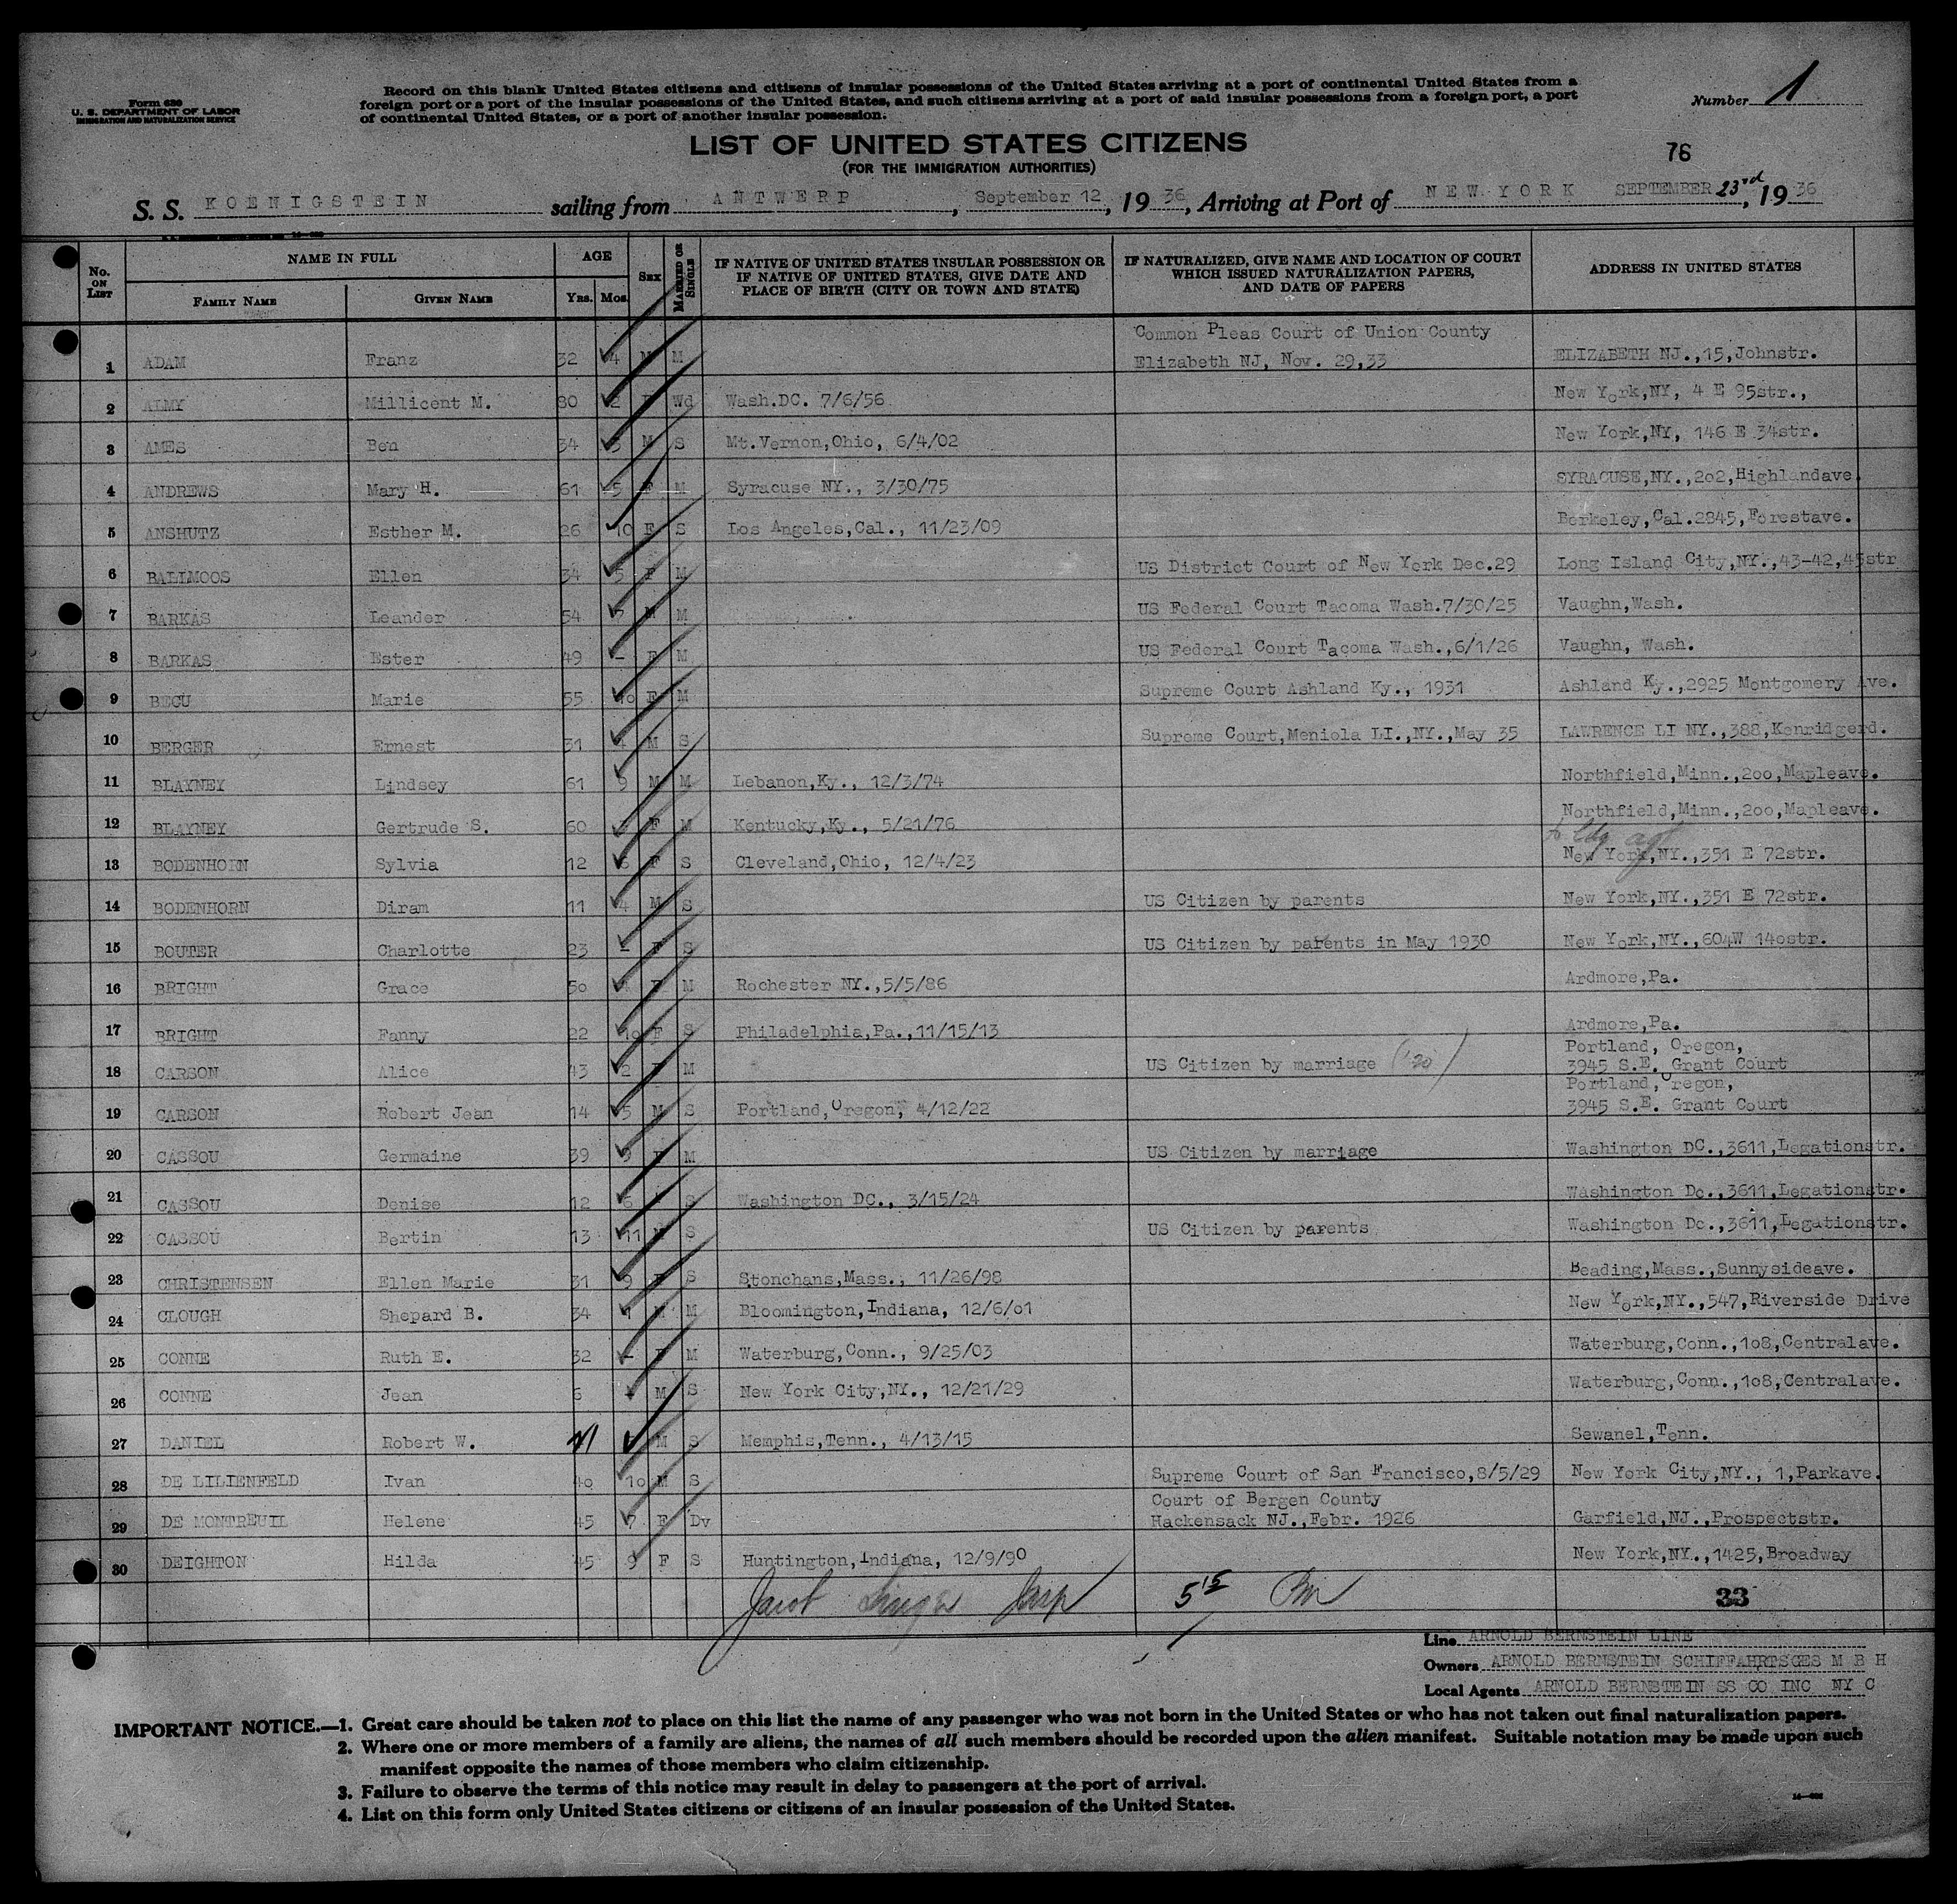 Form 630
U. S. DEPARTMENT OF LABOR
IMMIGRATION AND NATURALIZATION SERVICE
Record on this blank United States citizens and citizens of insular possessions of the United States arriving at a port of continental United States from a
foreign port or a port of the insular possessions of the United States, and such citizens arriving at a port of said insular possessions from a foreign port, a port
of continental United States, or a port of another insular possession.
Number 1
LIST OF UNITED STATES CITIZENS
(FOR THE IMMIGRATION AUTHORITIES)
76
S. S. KOENIGSTEIN sailing from ANTWERP, September 12, 1936, Arriving at Port of NEW YORK SEPTEMBER 23rd, 1936
No. ON LIST
NAME IN FULL
FAMILY NAME GIVEN NAME
AGE
Yrs. Mos.
SEX
MARRIED OR SINGLE
IF NATIVE OF UNITED STATES INSULAR POSSESSION OR
IF NATIVE OF UNITED STATES, GIVE DATE AND
PLACE OF BIRTH (CITY OR TOWN AND STATE)
IF NATURALIZED, GIVE NAME AND LOCATION OF COURT
WHICH ISSUED NATURALIZATION PAPERS,
AND DATE OF PAPERS
ADDRESS IN UNITED STATES
Common Pleas Court of Union County
1 ADAM Franz 32 4 M M Elizabeth NJ, Nov. 29,33 ELIZABETH NJ.,15,Johnstr.
2 ALMY Millicent M. 80 2 F Wd Wash.DC. 7/6/56 New York,NY, 4 E 95str.,
3 AMES Ben 34 3 M S Mt.Vernon,Ohio, 6/4/02 New York,NY, 146 E 34str.
4 ANDREWS Mary H. 61 5 F M Syracuse NY., 3/30/75 SYRACUSE,NY.,2o2,Highlandave.
5 ANSHUTZ Esther M. 26 10 F S Los Angeles,Cal., 11/23/09 Berkeley,Cal.2845,Forestave.
6 BALIMOOS Ellen 34 5 F M US District Court of New York Dec.29 Long Island City,NY.,43-42,45str
7 BARKAS Leander 54 M M US Federal Court Tacoma Wash.7/30/25 Vaughn,Wash.
8 BARKAS Ester 49 - F M US Federal Court Tacoma Wash.,6/1/26 Vaughn, Wash.
9 BECU Marie 55 10 F M Supreme Court Ashland Ky., 1931 Ashland Ky.,2925 Montgomery Ave.
10 BERGER Ernest 31 4 M S Supreme Court,Meniola LI.,NY.,May 35 LAWRENCE LI NY.,388,Kenridgerd.
11 BLAYNEY Lindsey 61 9 M M Lebanon,Ky., 12/3/74 Northfield,Minn.,2oo,Mapleave.
12 BLAYNEY Gertrude S. 60 F M Kentucky,Ky., 5/21/76 Northfield,Minn.,2oo,Mapleave.
13 BODENHORN Sylvia 12 6 F S Cleveland,Ohio, 12/4/23 New York,NY.,351 E 72str.
14 BODENHORN Diram 11 4 M S US Citizen by parents New York,NY.,351 E 72str.
15 BOUTER Charlotte 23 - F S US Citizen by parents in May 1930 New York,NY.,604W 14ostr.
16 BRIGHT Grace 5o 4 F M Rochester NY.,5/5/86 Ardmore,Pa.
17 BRIGHT Fanny 22 10 F S Philadelphia,Pa.,11/15/13 Ardmore,Pa.
Portland, Oregon,
18 CARSON Alice 43 2 F M US Citizen by marriage ('20) 3945 S.E. Grant Court
Portland,Oregon,
19 CARSON Robert Jean 14 5 M S Portland,Oregon, 4/12/22 3945 S.E. Grant Court
20 CASSOU Germaine 39 9 F M US Citizen by marriage Washington DC.,3611,Legationstr.
21 CASSOU Denise 12 6 S Washington DC., 3/15/24 Washington Dc.,3611,Legationstr.
22 CASSOU Bertin 13 11 M S US Citizen by parents Washington Dc.,3611,Legationstr.
23 CHRISTENSEN Ellen Marie 31 9 F S Stonchans,Mass., 11/26/98 Beading,Mass.,Sunnysideave.
24 CLOUGH Shepard B. 34 M M Bloomington,Indiana, 12/6/o1 New York,NY.,547,Riverside Drive
25 CONNE Ruth E. 32 - F M Waterburg,Conn., 9/25/03 Waterburg,Conn.,1o8,Centralave.
26 CONNE Jean 6 M S New York City,NY., 12/21/29 Waterburg,Conn.,1o8,Centralave.
27 DANIEL Robert W. 21 M S Memphis,Tenn., 4/13/15 Sewanel,Tenn.
28 DE LILIENFELD Ivan 4o 1o M S Supreme Court of San Francisco,8/5/29 New York City,NY., 1,Parkave.
Court of Bergen County
29 DE MONTREUIL Helene 45 7 F Dv Hackensack NJ.,Febr. 1926 Garfield,NJ.,Prospectstr.
30 DEIGHTON Hilda 45 9 F S Huntington,Indiana, 12/9/90 New York,NY.,1425,Broadway
Jacob Insp 5 15 Pm 33
Line ARNOLD BERNSTEIN LINE
Owners ARNOLD BERNSTEIN SCHIFFAHRTSGES M B H
Local Agents ARNOLD BERNSTEIN SS CO INC NY C
IMPORTANT NOTICE.—1. Great care should be taken not to place on this list the name of any passenger who was not born in the United States or who has not taken out final naturalization papers.
2. Where one or more members of a family are aliens, the names of all such members should be recorded upon the alien manifest. Suitable notation may be made upon such
manifest opposite the names of those members who claim citizenship.
3. Failure to observe the terms of this notice may result in delay to passengers at the port of arrival.
4. List on this form only United States citizens or citizens of an insular possession of the United States.